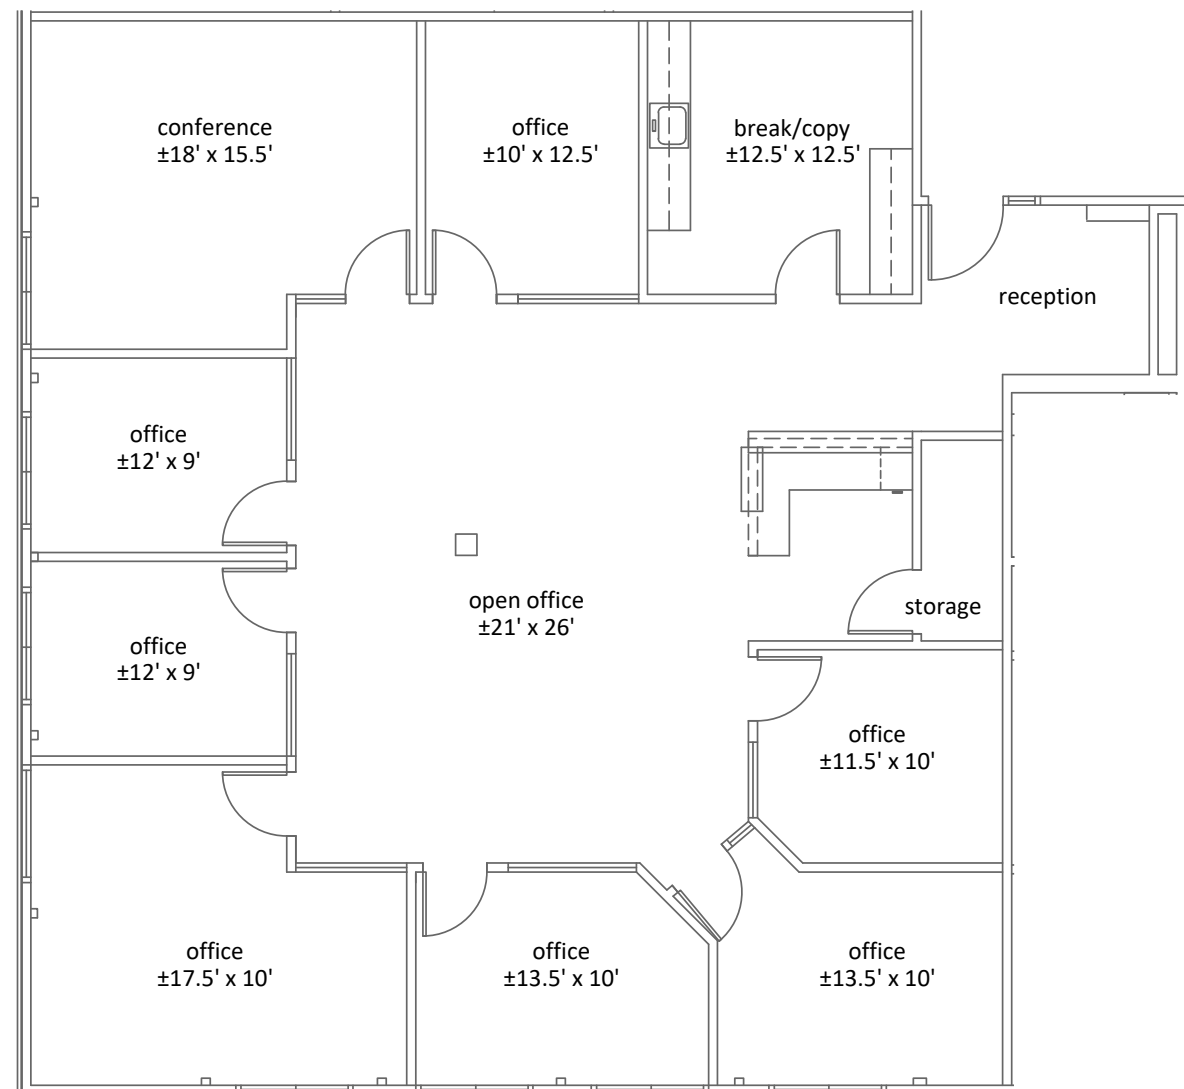 conference
±18' x 15.5'
office
±10' x 12.5'
break/copy
±12.5' x 12.5'
reception
office
±12' x 9'
open office
±21' x 26'
storage
office
±12' x 9'
office
±11.5' x 10'
office
±17.5' x 10'
office
±13.5' x 10'
office
±13.5' x 10'